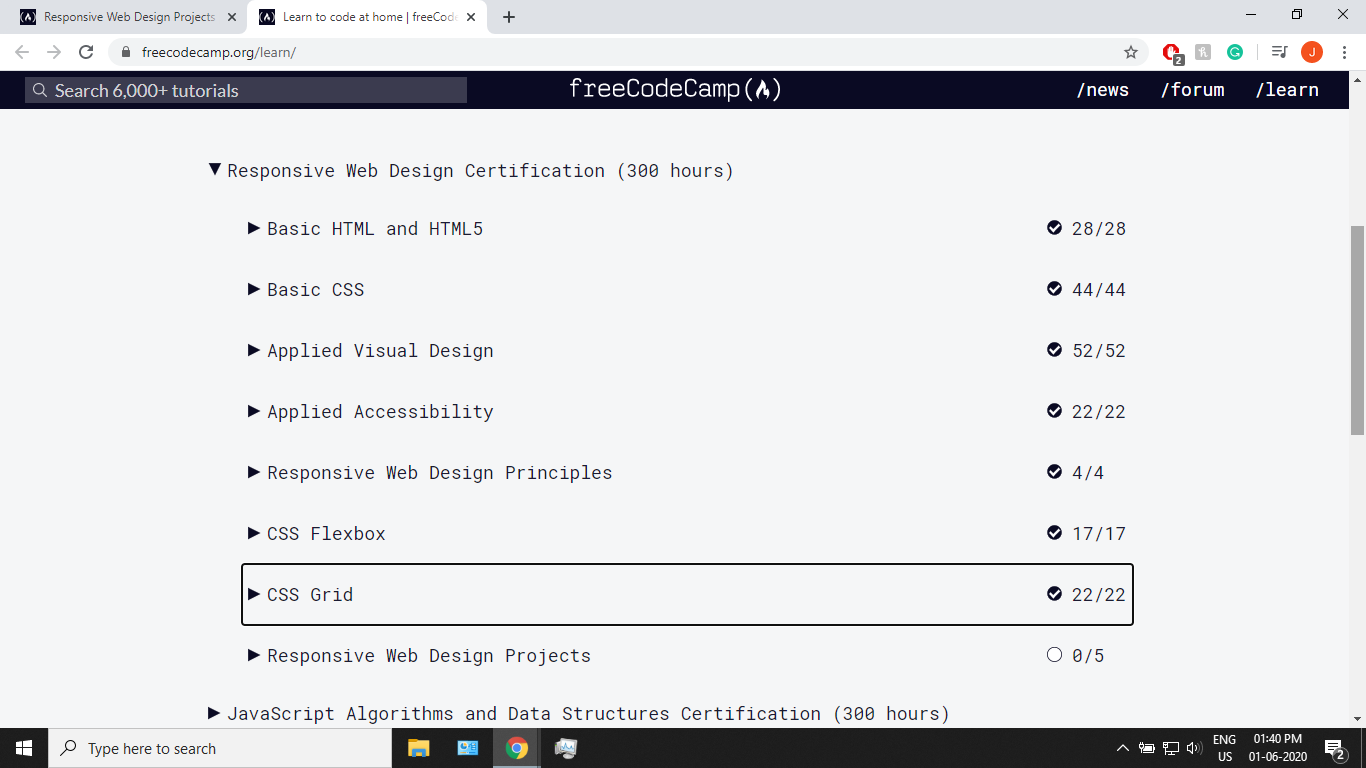 Responsive Web Design Projects
Learn to code at home | freeCode
freecodecamp.org/learn/
2
J
Search 6,000+ tutorials
freeCodeCamp
/news
/forum
/learn
Responsive Web Design Certification (300 hours)
Basic HTML and HTML5 28/28
Basic CSS 44/44
Applied Visual Design 52/52
Applied Accessibility 22/22
Responsive Web Design Principles 4/4
CSS Flexbox 17/17
CSS Grid 22/22
Responsive Web Design Projects 0/5
JavaScript Algorithms and Data Structures Certification (300 hours)
Type here to search
ENG
US
01:40 PM
01-06-2020
2